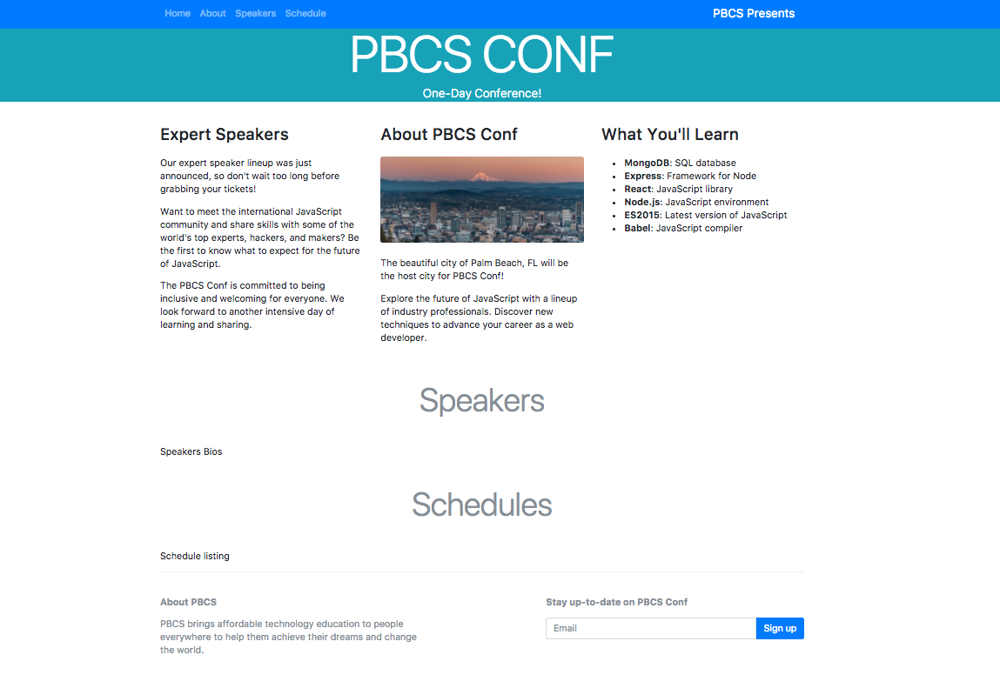 Home About Speakers Schedule PBCS Presents
PBCS CONF
One-Day Conference!
Expert Speakers
Our expert speaker lineup was just
announced, so don't wait too long before
grabbing your tickets!
Want to meet the international JavaScript
community and share skills with some of the
world's top experts, hackers, and makers? Be
the first to know what to expect for the future
of JavaScript.
The PBCS Conf is committed to being
inclusive and welcoming for everyone. We
look forward to another intensive day of
learning and sharing.
About PBCS Conf
The beautiful city of Palm Beach, FL will be
the host city for PBCS Conf!
Explore the future of JavaScript with a lineup
of industry professionals. Discover new
techniques to advance your career as a web
developer.
What You'll Learn
• MongoDB: SQL database
• Express: Framework for Node
• React: JavaScript library
• Node.js: JavaScript environment
• ES2015: Latest version of JavaScript
• Babel: JavaScript compiler
Speakers
Speakers Bios
Schedules
Schedule listing
About PBCS
PBCS brings affordable technology education to people
everywhere to help them achieve their dreams and change
the world.
Stay up-to-date on PBCS Conf
Email Sign up